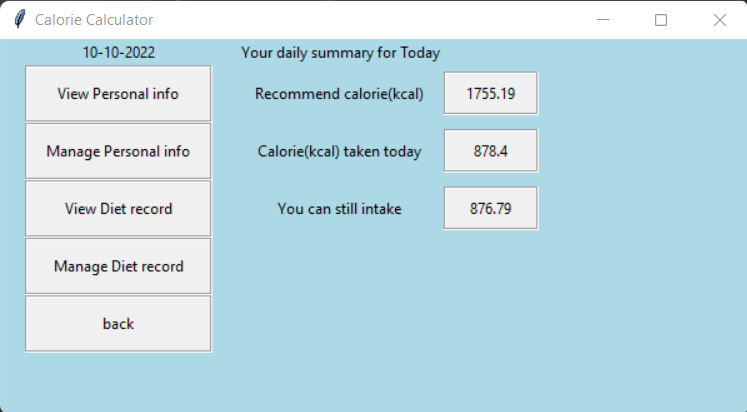 Calorie Calculator
10-10-2022
Your daily summary for Today
View Personal info
Recommend calorie(kcal)
1755.19
Manage Personal info
Calorie(kcal) taken today
878.4
View Diet record
You can still intake
876.79
Manage Diet record
back